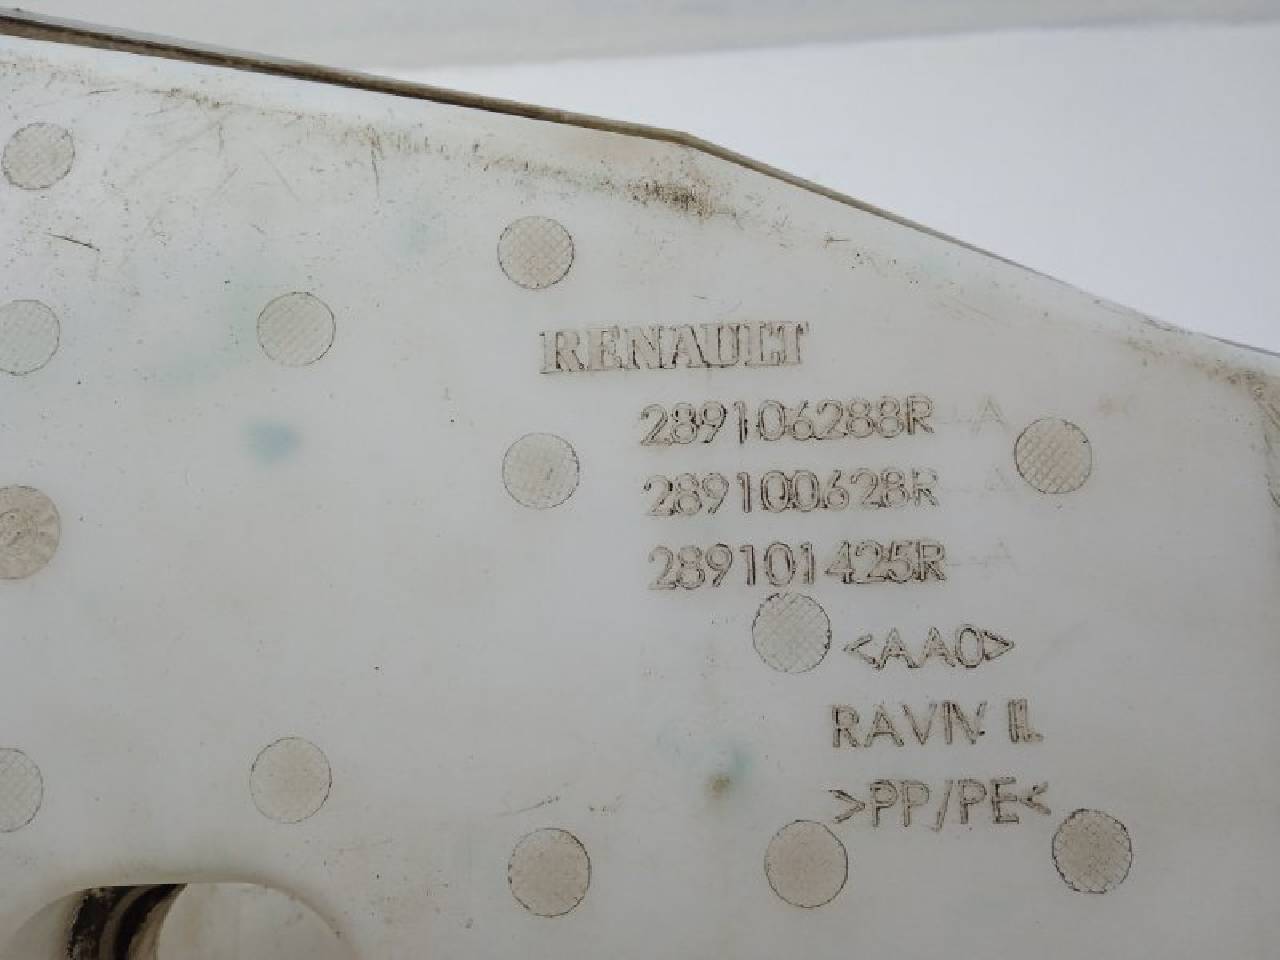 RENAULT
289106288R-A
289100628R-A
289101425R-A
<AA0>
RAVIV IL
>PP/PE<